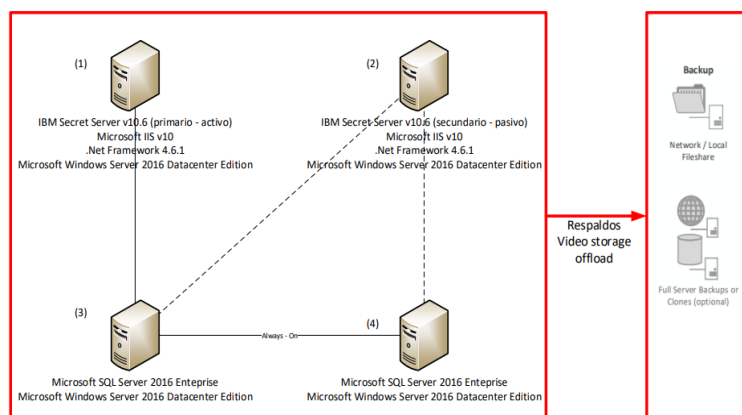 (1)
IBM Secret Server v10.6 (primario - activo)
Microsoft IIS v10
.Net Framework 4.6.1
Microsoft Windows Server 2016 Datacenter Edition
(2)
IBM Secret Server v10.6 (secundario - pasivo)
Microsoft IIS v10
.Net Framework 4.6.1
Microsoft Windows Server 2016 Datacenter Edition
(3)
Microsoft SQL Server 2016 Enteprise
Microsoft Windows Server 2016 Datacenter Edition
Always - On
(4)
Microsoft SQL Server 2016 Enteprise
Microsoft Windows Server 2016 Datacenter Edition
Respaldos
Video storage
offload
Backup
Network / Local
Fileshare
Full Server Backups or
Clones (optional)